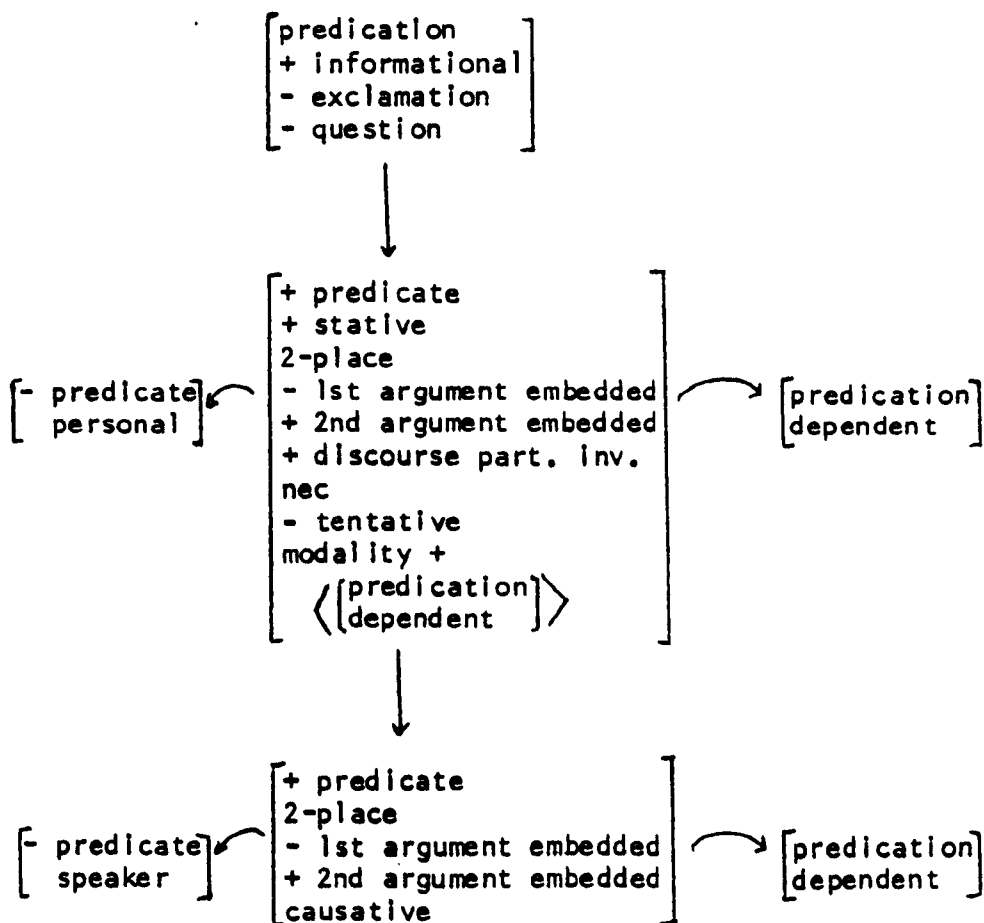 predication
+ informational
- exclamation
- question
+ predicate
+ stative
2-place
- 1st argument embedded
+ 2nd argument embedded
+ discourse part. inv.
nec
- tentative
modality +
predication
dependent
- predicate
personal
predication
dependent
+ predicate
2-place
- 1st argument embedded
+ 2nd argument embedded
causative
- predicate
speaker
predication
dependent